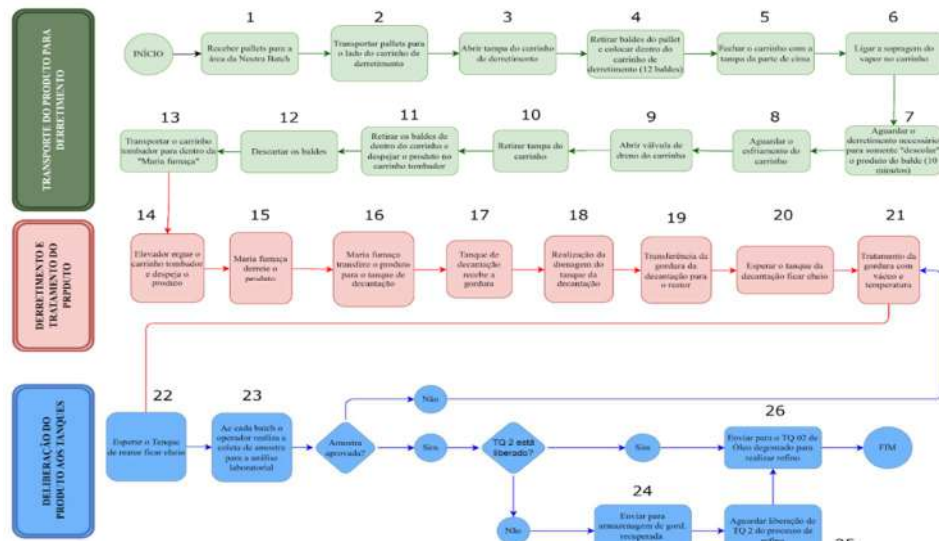 TRANSPORTE DO PRODUTO PARA
DERRETIMENTO
1
2
3
4
5
6
INÍCIO
Receber pallets para a
área da Neutra Batch
Transportar pallets para
o lado do carrinho de
derretimento
Abrir tampa do carrinho
de derretimento
Retirar baldes do pallet
e colocar dentro do
carrinho de
derretimento (12 baldes)
Fechar o carrinho com a
tampa da parte de cima
Ligar a sopragem do
vapor no carrinho
13
12
11
10
9
8
7
Transportar o carrinho
tombador para dentro da
"Maria fumaça"
Descartar os baldes
Retirar os baldes de
dentro do carrinho e
despejar o produto no
carrinho tombador
Retirar tampa do
carrinho
Abrir válvula de
dreno do carrinho
Aguardar o
esfriamento do
carrinho
Aguardar o
derretimento necessário
para somente "descolar"
o produto do balde (10
minutos)
DERRETIMENTO E
TRATAMENTO DO
PRPDUTO
14
15
16
17
18
19
20
21
Elevador ergue o
carrinho tombador
e despeja o
produto
Maria fumaça
derrete o
produto
Maria fumaça
transfere o produto
para o tanque de
decantação
Tanque de
decantação
recebe a
gordura
Realização da
drenagem do
tanque da
decantação
Transferência da
gordura da
decantação para
o reator
Esperar o tanque da
decantação ficar cheio
Tratamento da
gordura com
vácuo e
temperatura
DELIBERAÇÃO DO
PRODUTO AOS TANQUES
22
23
26
Não
Esperar o Tanque
de reator ficar cheio
Ao cada batch o
operador realiza a
coleta de amostra
para a análise
laboratorial
Amostra
aprovada?
Sim
TQ 2 está
liberado?
Sim
Enviar para o TQ 02 de
Óleo degomado para
realizar refino
FIM
24
Não
Enviar para
armazenagem de gord.
recuperada
Aguardar liberação de
TQ 2 do processo de
refino
25